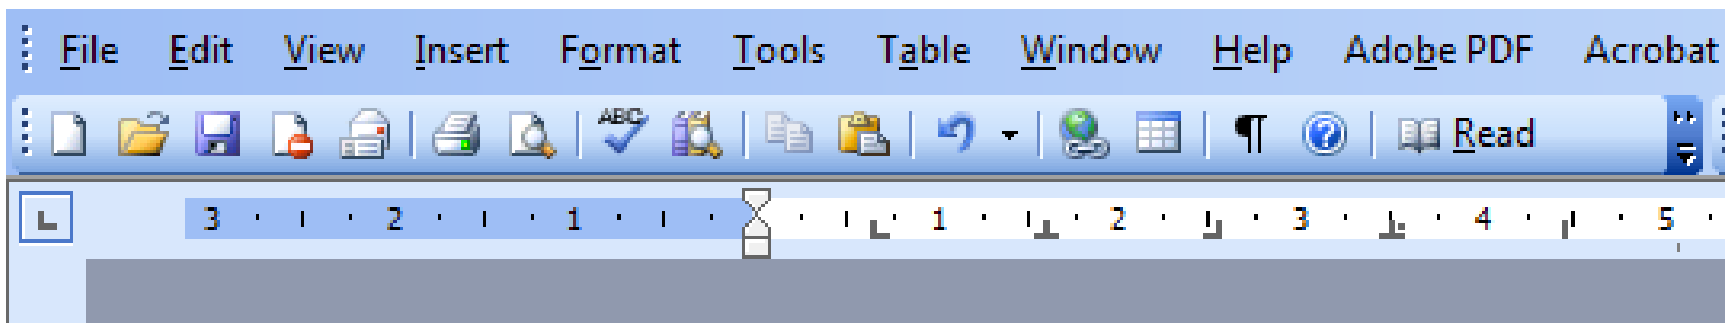 File Edit View Insert Format Tools Table Window Help Adobe PDF Acrobat
ABC ¶ ? Read
3 2 1 1 2 3 4 5